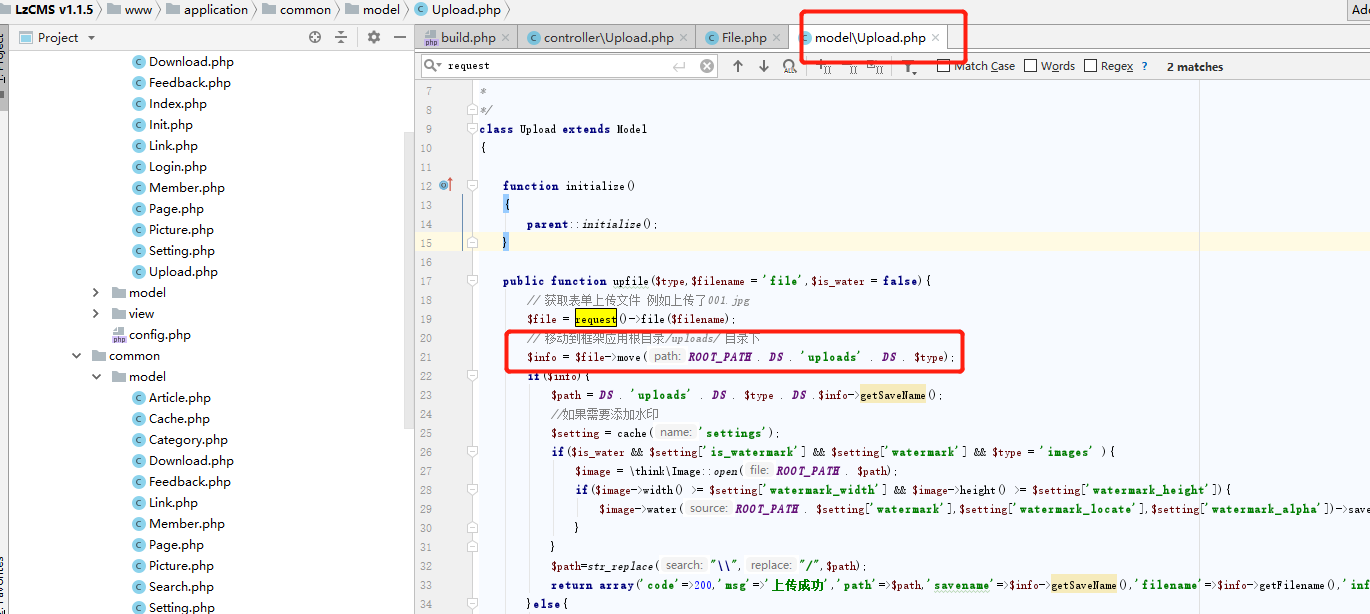 LzCMS v1.1.5 www application common model Upload.php
Project
build.php controller\Upload.php File.php model\Upload.php
request Match Case Words Regex ? 2 matches
Download.php
Feedback.php
Index.php
Init.php
Link.php
Login.php
Member.php
Page.php
Picture.php
Setting.php
Upload.php
model
view
config.php
common
model
Article.php
Cache.php
Category.php
Download.php
Feedback.php
Link.php
Member.php
Page.php
Picture.php
Search.php
Setting.php
7 *
8 */
9 class Upload extends Model
10 {
11
12 function initialize()
13 {
14 parent::initialize();
15 }
16
17 public function upfile($type,$filename = 'file',$is_water = false){
18 // 获取表单上传文件 例如上传了001.jpg
19 $file = request()->file($filename);
20 // 移动到框架应用根目录/uploads/ 目录下
21 $info = $file->move( path: ROOT_PATH . DS . 'uploads' . DS . $type);
22 if($info){
23 $path = DS . 'uploads' . DS . $type . DS .$info->getSaveName();
24 //如果需要添加水印
25 $setting = cache( name: 'settings');
26 if($is_water && $setting['is_watermark'] && $setting['watermark'] && $type = 'images' ){
27 $image = \think\Image::open( file: ROOT_PATH . $path);
28 if($image->width() >= $setting['watermark_width'] && $image->height() >= $setting['watermark_height']){
29 $image->water( source: ROOT_PATH . $setting['watermark'],$setting['watermark_locate'],$setting['watermark_alpha'])->save
30 }
31 }
32 $path=str_replace( search: "\\", replace: "/",$path);
33 return array('code'=>200,'msg'=>'上传成功','path'=>$path,'savename'=>$info->getSaveName(),'filename'=>$info->getFilename(),'inf
34 }else{